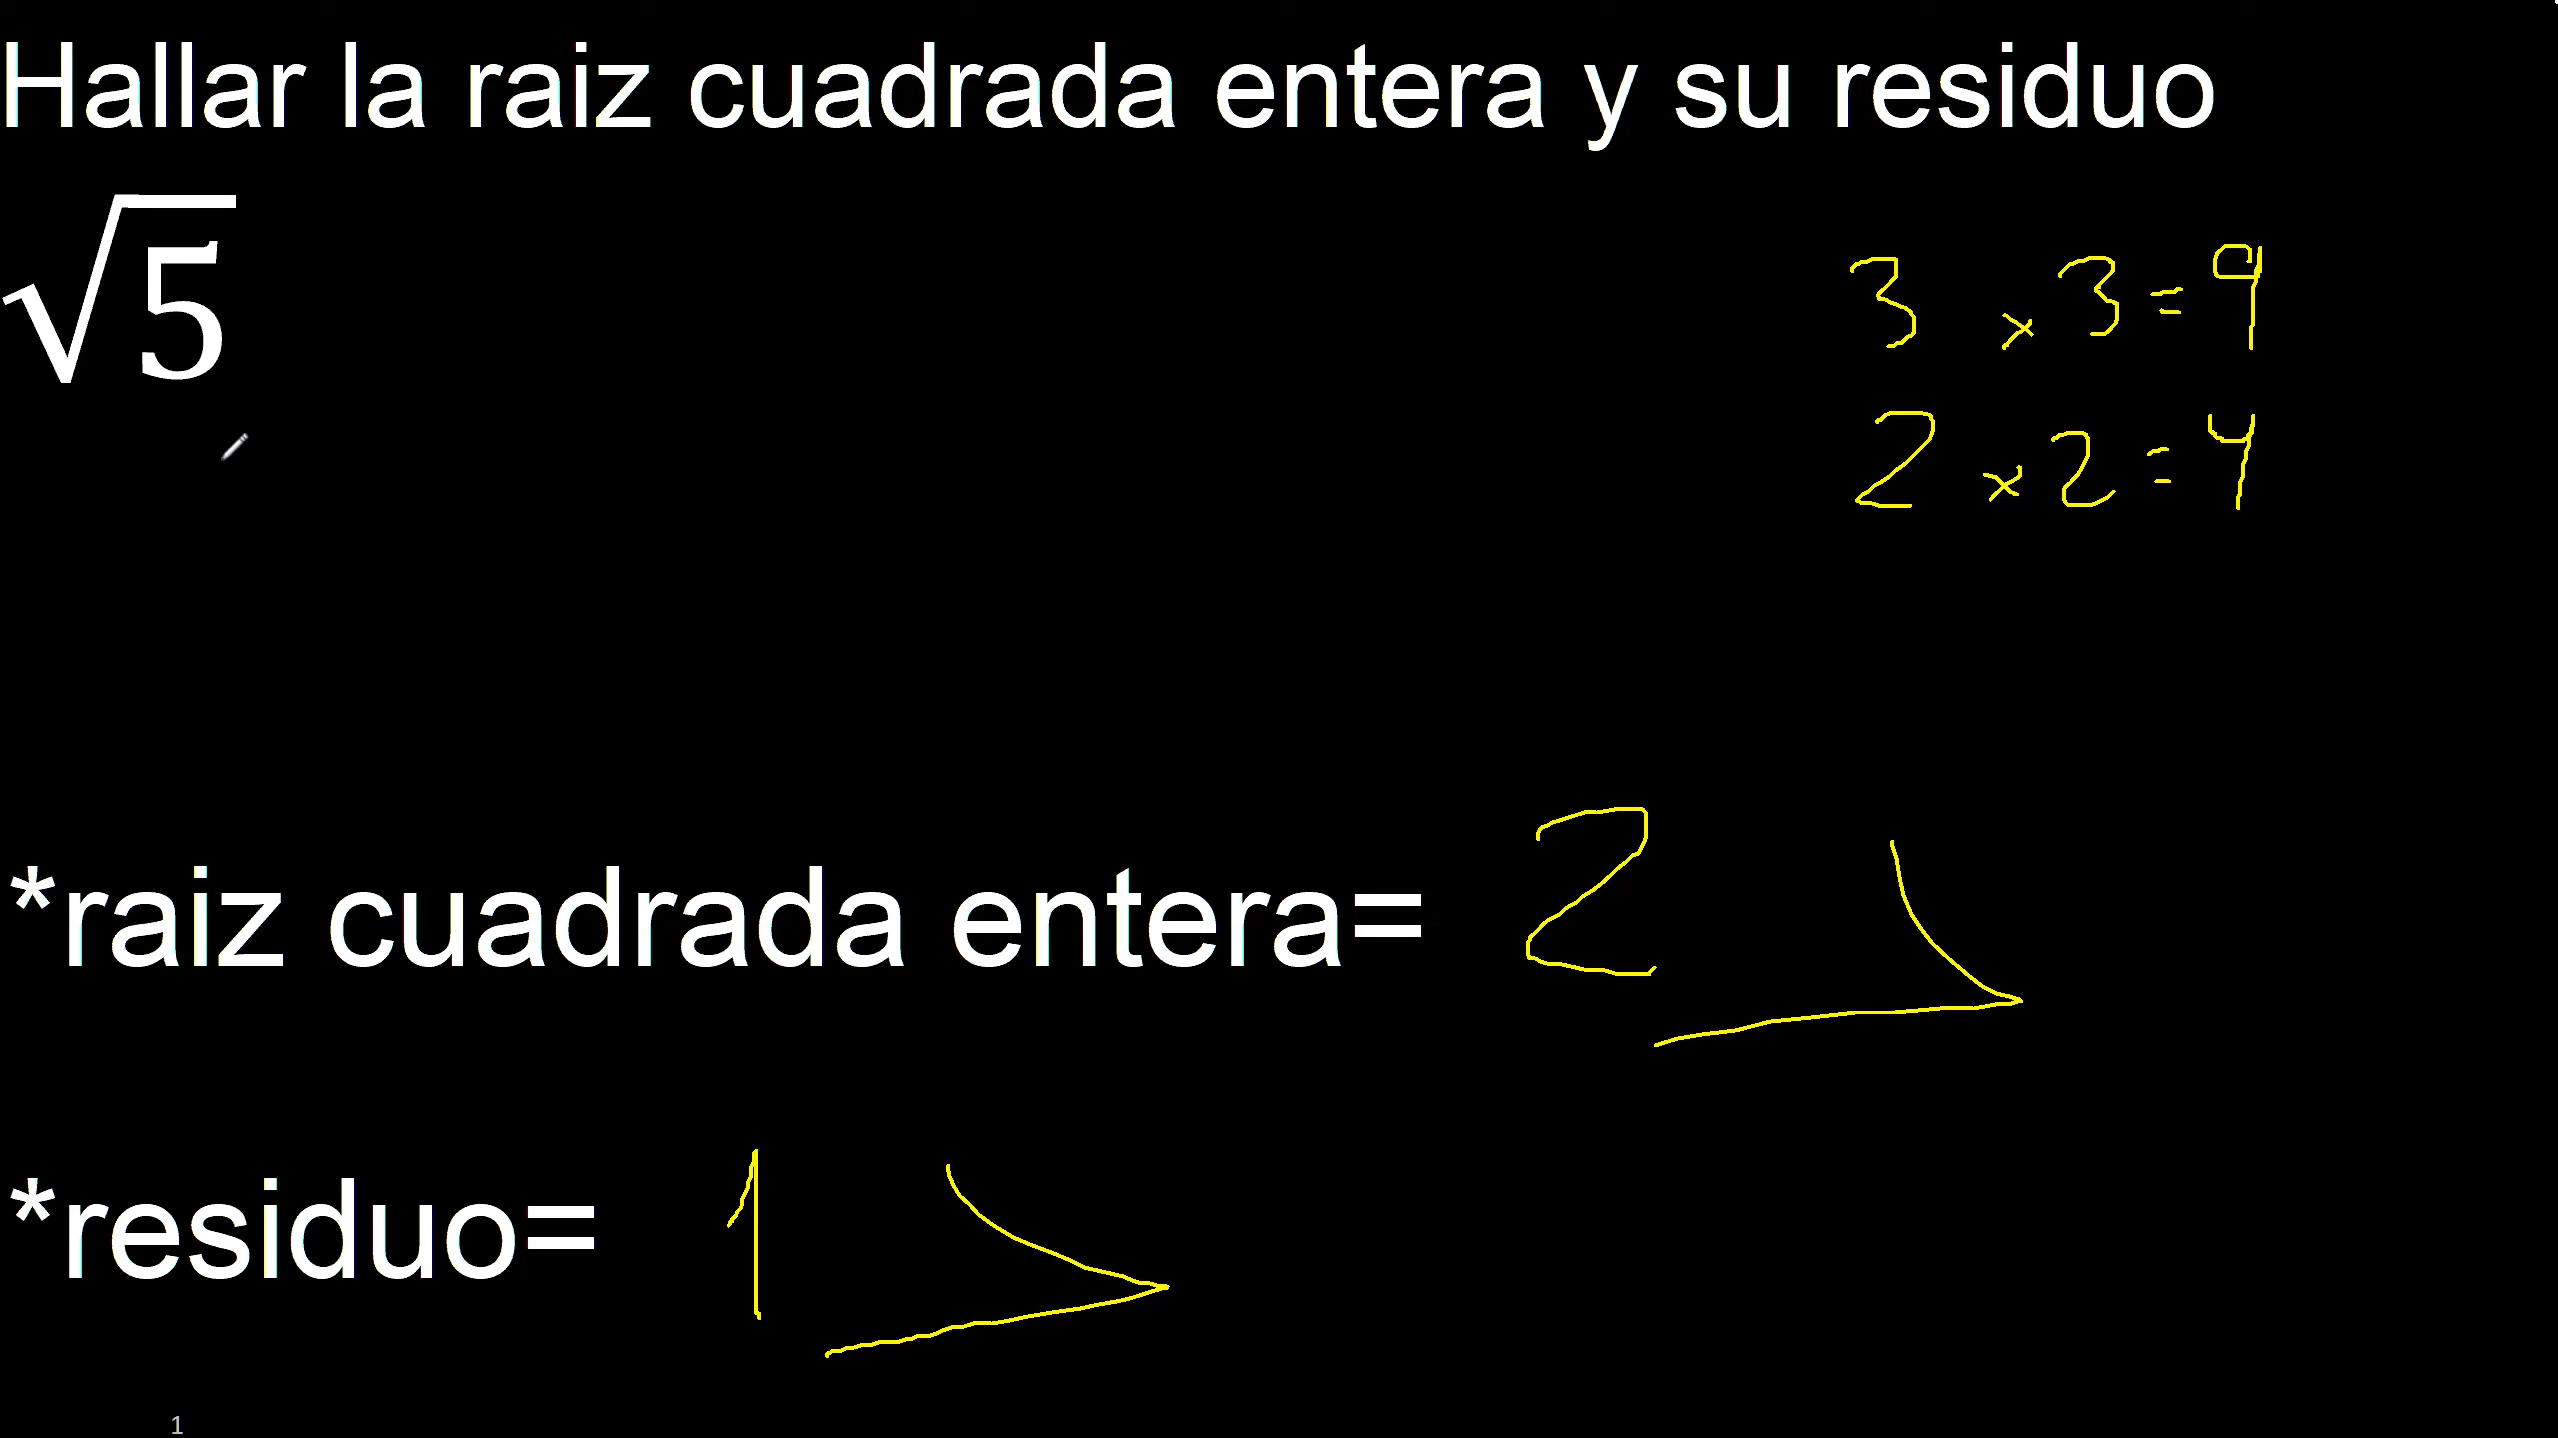 Hallar la raiz cuadrada entera y su residuo
√5
3 x 3 = 9
2 x 2 = 4
*raiz cuadrada entera= 2
*residuo= 1
1